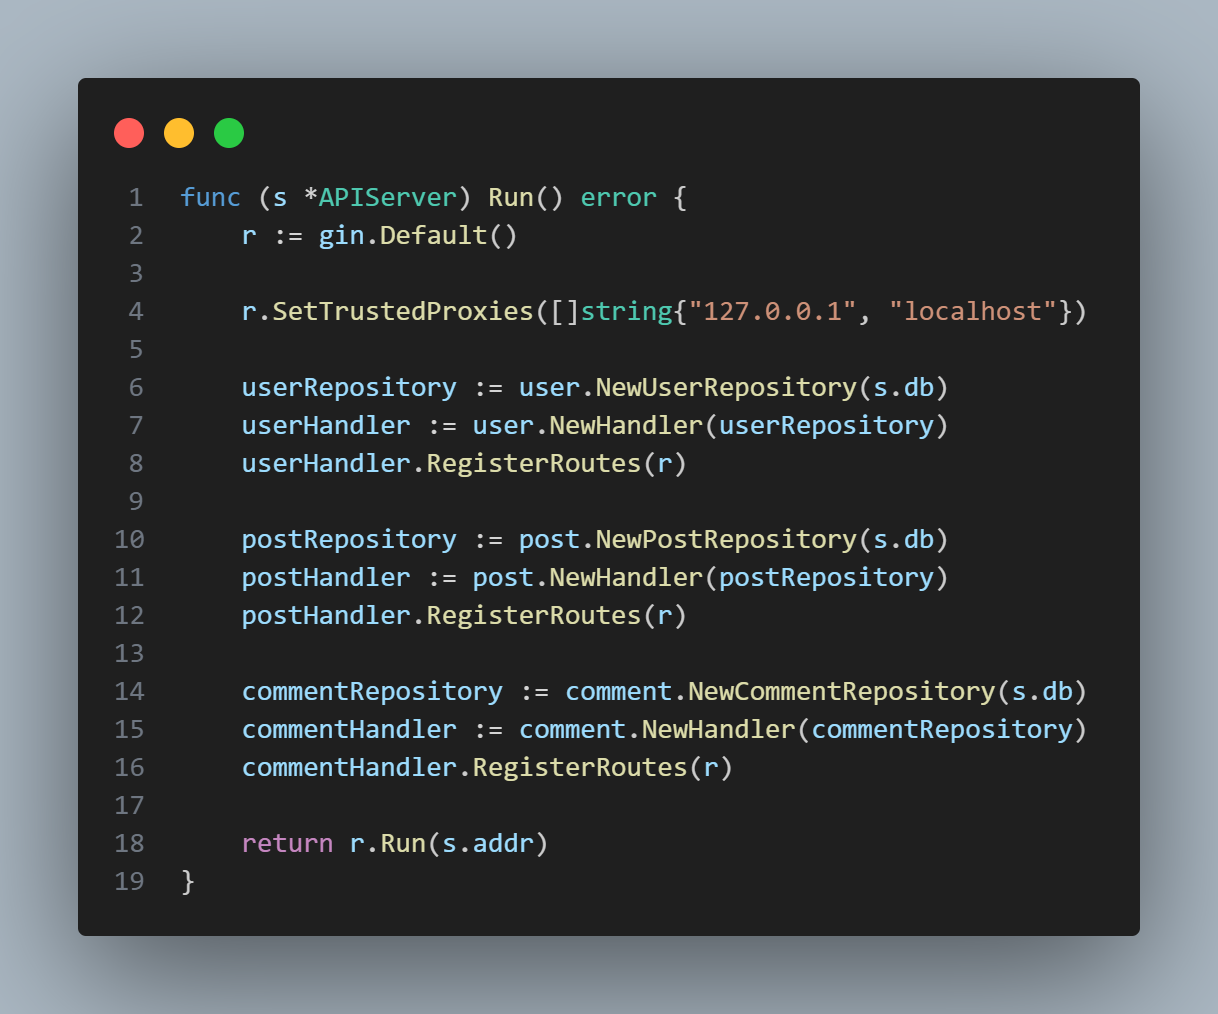 1 func (s *APIServer) Run() error {
2     r := gin.Default()
3
4     r.SetTrustedProxies([]string{"127.0.0.1", "localhost"})
5
6     userRepository := user.NewUserRepository(s.db)
7     userHandler := user.NewHandler(userRepository)
8     userHandler.RegisterRoutes(r)
9
10     postRepository := post.NewPostRepository(s.db)
11     postHandler := post.NewHandler(postRepository)
12     postHandler.RegisterRoutes(r)
13
14     commentRepository := comment.NewCommentRepository(s.db)
15     commentHandler := comment.NewHandler(commentRepository)
16     commentHandler.RegisterRoutes(r)
17
18     return r.Run(s.addr)
19 }